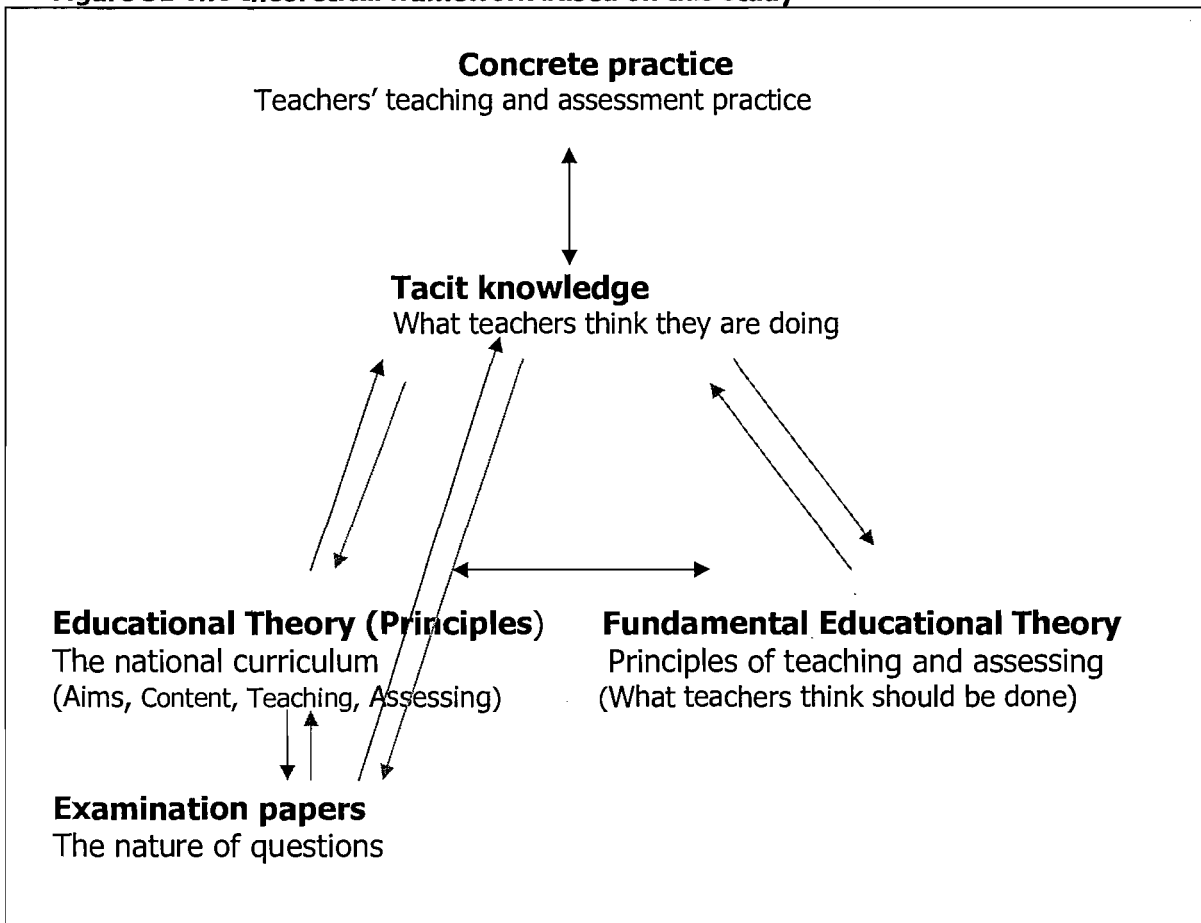 Concrete practice
Teachers' teaching and assessment practice
Tacit knowledge
What teachers think they are doing
Educational Theory (Principles)
The national curriculum
(Aims, Content, Teaching, Assessing)
Fundamental Educational Theory
Principles of teaching and assessing
(What teachers think should be done)
Examination papers
The nature of questions